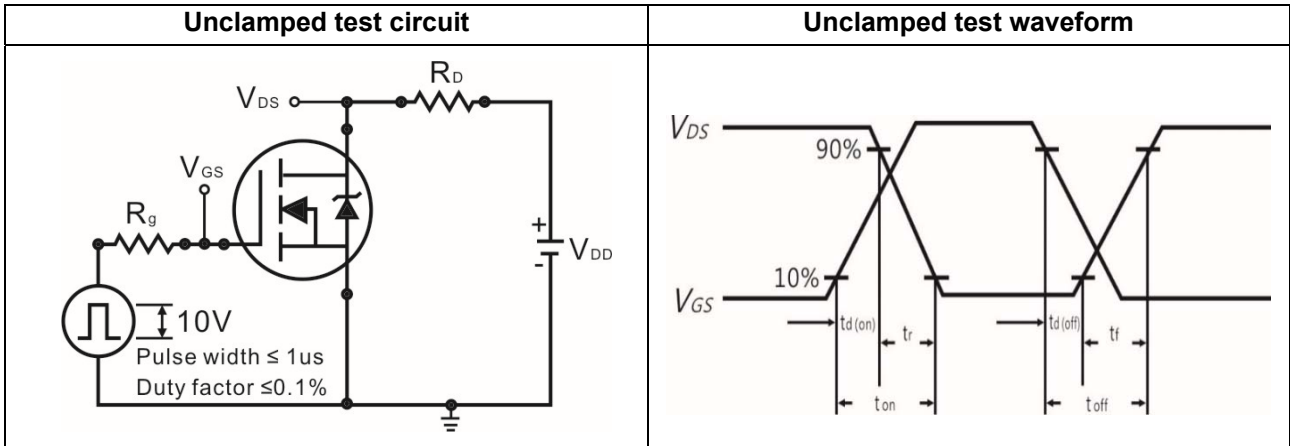 Unclamped test circuit
Unclamped test waveform
VDS
RD
VGS
Rg
+
-
VDD
10V
Pulse width ≤ 1us
Duty factor ≤0.1%
VDS
90%
10%
VGS
td(on)
tr
td(off)
tf
ton
toff